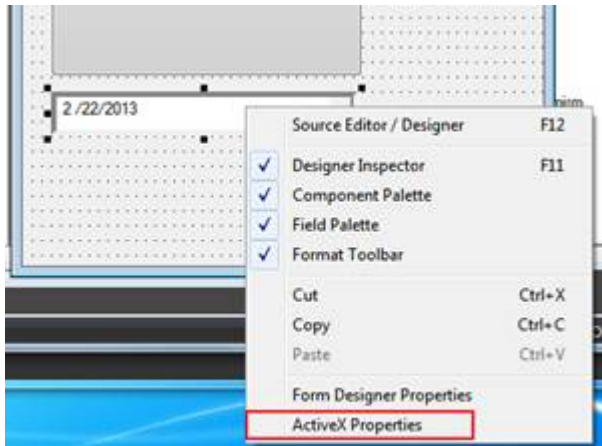 2 /22/2013
Source Editor / Designer F12
Designer Inspector F11
Component Palette
Field Palette
Format Toolbar
Cut Ctrl+X
Copy Ctrl+C
Paste Ctrl+V
Form Designer Properties
ActiveX Properties